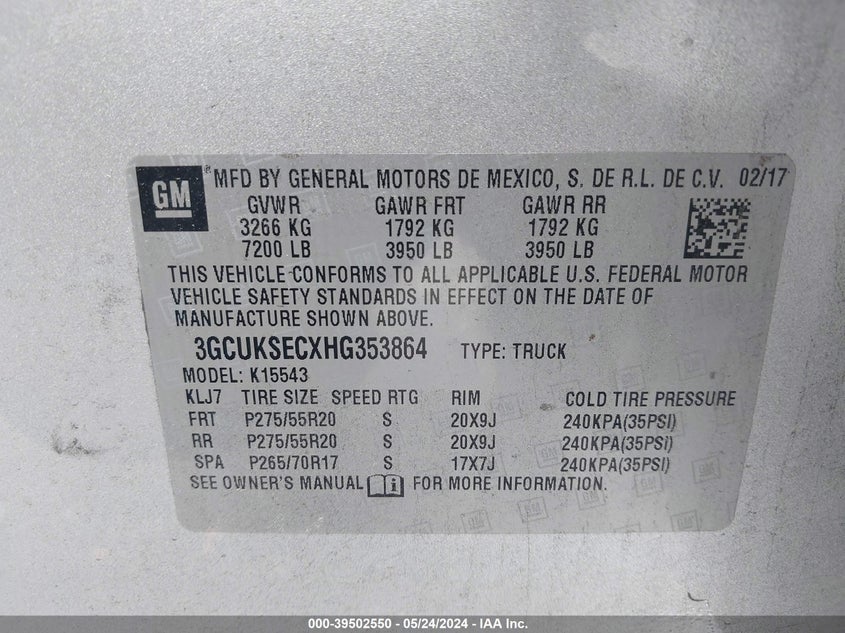 GM ® MFD BY GENERAL MOTORS DE MEXICO, S. DE R.L. DE C.V. 02/17
GVWR GAWR FRT GAWR RR
3266 KG 1792 KG 1792 KG
7200 LB 3950 LB 3950 LB
THIS VEHICLE CONFORMS TO ALL APPLICABLE U.S. FEDERAL MOTOR
VEHICLE SAFETY STANDARDS IN EFFECT ON THE DATE OF
MANUFACTURE SHOWN ABOVE.
3GCUKSECXHG353864 TYPE: TRUCK
MODEL: K15543
KLJ7 TIRE SIZE SPEED RTG RIM COLD TIRE PRESSURE
FRT P275/55R20 S 20X9J 240KPA(35PSI)
RR P275/55R20 S 20X9J 240KPA(35PSI)
SPA P265/70R17 S 17X7J 240KPA(35PSI)
SEE OWNER'S MANUAL i FOR MORE INFORMATION.
000-39502550 - 05/24/2024 - IAA Inc.